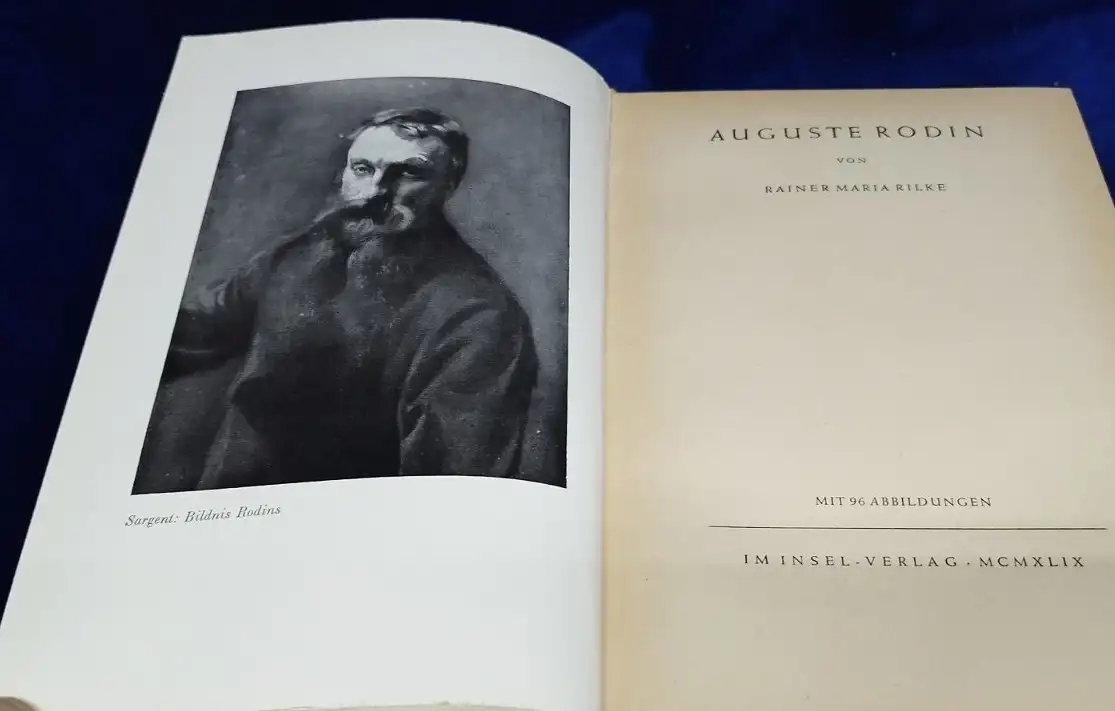 Sargent: Bildnis Rodins
AUGUSTE RODIN
VON
RAINER MARIA RILKE
MIT 96 ABBILDUNGEN
IM INSEL-VERLAG · MCMXLIX